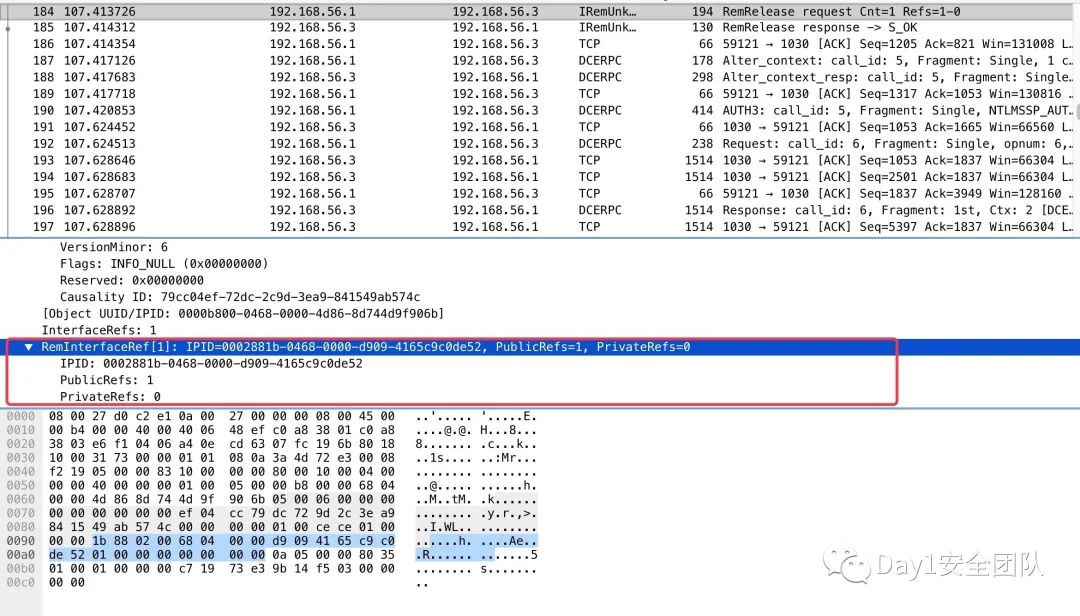 184 107.413726 192.168.56.1 192.168.56.3 IRemUnk… 194 RemRelease request Cnt=1 Refs=1-0
185 107.414312 192.168.56.3 192.168.56.1 IRemUnk… 130 RemRelease response -> S_OK
186 107.414354 192.168.56.1 192.168.56.3 TCP 66 59121 → 1030 [ACK] Seq=1205 Ack=821 Win=131008 L…
187 107.417126 192.168.56.1 192.168.56.3 DCERPC 178 Alter_context: call_id: 5, Fragment: Single, 1 c…
188 107.417683 192.168.56.3 192.168.56.1 DCERPC 298 Alter_context_resp: call_id: 5, Fragment: Single…
189 107.417718 192.168.56.1 192.168.56.3 TCP 66 59121 → 1030 [ACK] Seq=1317 Ack=1053 Win=130816 …
190 107.420853 192.168.56.1 192.168.56.3 DCERPC 414 AUTH3: call_id: 5, Fragment: Single, NTLMSSP_AUT…
191 107.624452 192.168.56.3 192.168.56.1 TCP 66 1030 → 59121 [ACK] Seq=1053 Ack=1665 Win=66560 L…
192 107.624513 192.168.56.1 192.168.56.3 DCERPC 238 Request: call_id: 6, Fragment: Single, opnum: 6,…
193 107.628646 192.168.56.3 192.168.56.1 TCP 1514 1030 → 59121 [ACK] Seq=1053 Ack=1837 Win=66304 L…
194 107.628683 192.168.56.3 192.168.56.1 TCP 1514 1030 → 59121 [ACK] Seq=2501 Ack=1837 Win=66304 L…
195 107.628707 192.168.56.1 192.168.56.3 TCP 66 59121 → 1030 [ACK] Seq=1837 Ack=3949 Win=128160 …
196 107.628892 192.168.56.3 192.168.56.1 DCERPC 1514 Response: call_id: 6, Fragment: 1st, Ctx: 2 [DCE…
197 107.628896 192.168.56.3 192.168.56.1 TCP 1514 1030 → 59121 [ACK] Seq=5397 Ack=1837 Win=66304 L…
VersionMinor: 6
Flags: INFO_NULL (0x00000000)
Reserved: 0x00000000
Causality ID: 79cc04ef-72dc-2c9d-3ea9-841549ab574c
[Object UUID/IPID: 0000b800-0468-0000-4d86-8d744d9f906b]
InterfaceRefs: 1
▼ RemInterfaceRef[1]: IPID=0002881b-0468-0000-d909-4165c9c0de52, PublicRefs=1, PrivateRefs=0
IPID: 0002881b-0468-0000-d909-4165c9c0de52
PublicRefs: 1
PrivateRefs: 0
0000 08 00 27 d0 c2 e1 0a 00 27 00 00 00 08 00 45 00 ..'..... '.....E.
0010 00 b4 00 00 40 00 40 06 48 ef c0 a8 38 01 c0 a8 ....@.@. H...8...
0020 38 03 e6 f1 04 06 a4 0e cd 63 07 fc 19 6b 80 18 8....... .c...k..
0030 10 00 31 73 00 00 01 01 08 0a 3a 4d 72 e3 00 08 ..1s.... ..:Mr...
0040 f2 19 05 00 00 83 10 00 00 00 80 00 10 00 04 00 ........ ........
0050 00 00 40 00 00 00 01 00 05 00 00 b8 00 00 68 04 ..@..... ......h.
0060 00 00 4d 86 8d 74 4d 9f 90 6b 05 00 06 00 00 00 ..M..tM. .k......
0070 00 00 00 00 00 00 ef 04 cc 79 dc 72 9d 2c 3e a9 ........ .y.r.,>.
0080 84 15 49 ab 57 4c 00 00 00 00 01 00 ce ce 01 00 ..I.WL.. ........
0090 00 00 1b 88 02 00 68 04 00 00 d9 09 41 65 c9 c0 ......h. ....Ae..
00a0 de 52 01 00 00 00 00 00 00 00 0a 05 00 00 80 35 .R...... .......5
00b0 01 00 01 00 00 00 c7 19 73 e3 9b 14 f5 03 00 00 ........ s.......
00c0 00 00 ..
Day1安全团队